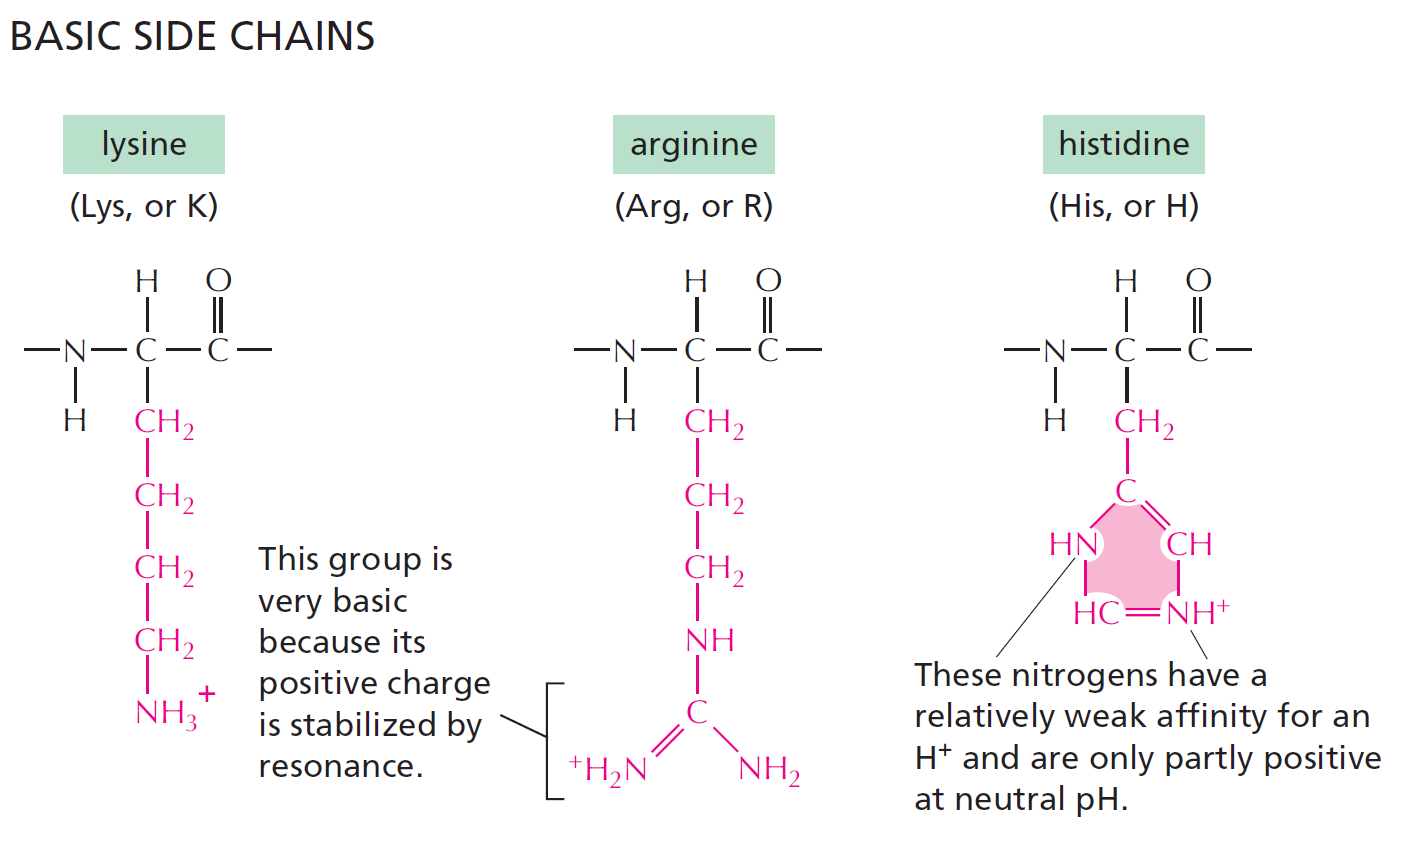 BASIC SIDE CHAINS
lysine
(Lys, or K)
H O
N C C
H CH₂
CH₂
CH₂
CH₂
NH₃⁺
This group is
very basic
because its
positive charge
is stabilized by
resonance.
arginine
(Arg, or R)
H O
N C C
H CH₂
CH₂
CH₂
NH
C
⁺H₂N NH₂
histidine
(His, or H)
H O
N C C
H CH₂
C
HN CH
HC NH⁺
These nitrogens have a
relatively weak affinity for an
H⁺ and are only partly positive
at neutral pH.